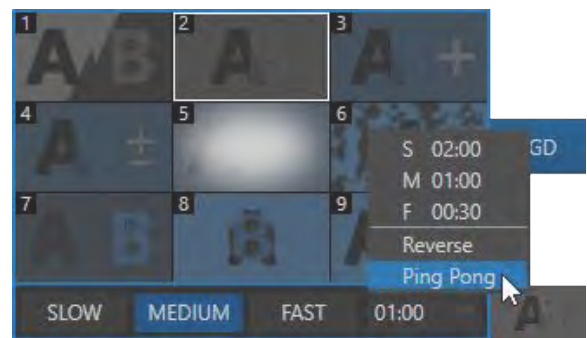 1 2 3
A B A A +
4 5 6
A ±
S 02:00
GD
M 01:00
7 8 9
F 00:30
A B A A
Reverse
Ping Pong
SLOW MEDIUM FAST 01:00
A